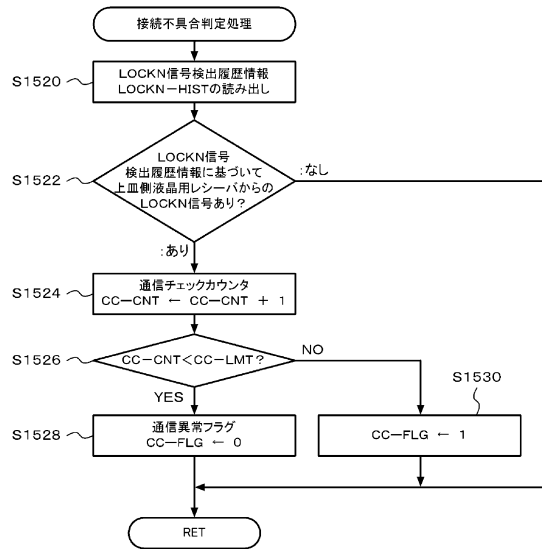 接続不具合判定処理
S1520
LOCKN信号検出履歴情報
LOCKN－HISTの読み出し
S1522
LOCKN信号
検出履歴情報に基づいて
上皿側液晶用レシーバからの
LOCKN信号あり？
：なし
：あり
S1524
通信チェックカウンタ
CC－CNT ← CC－CNT ＋ 1
S1526
CC－CNT＜CC－LMT？
NO
YES
S1530
S1528
通信異常フラグ
CC－FLG ← 0
CC－FLG ← 1
RET